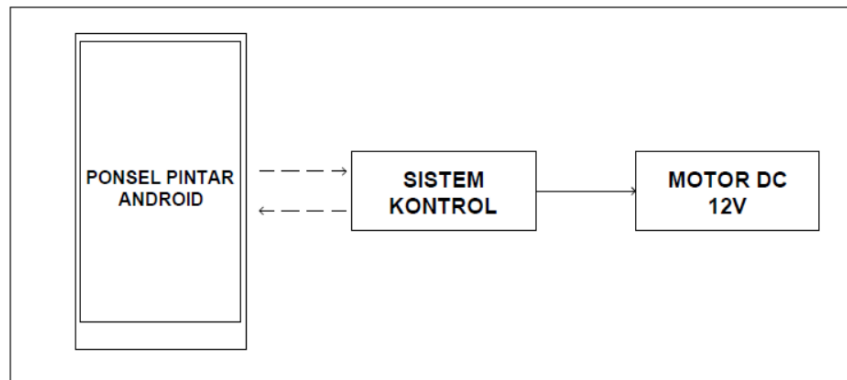 PONSEL PINTAR
ANDROID
SISTEM
KONTROL
MOTOR DC
12V